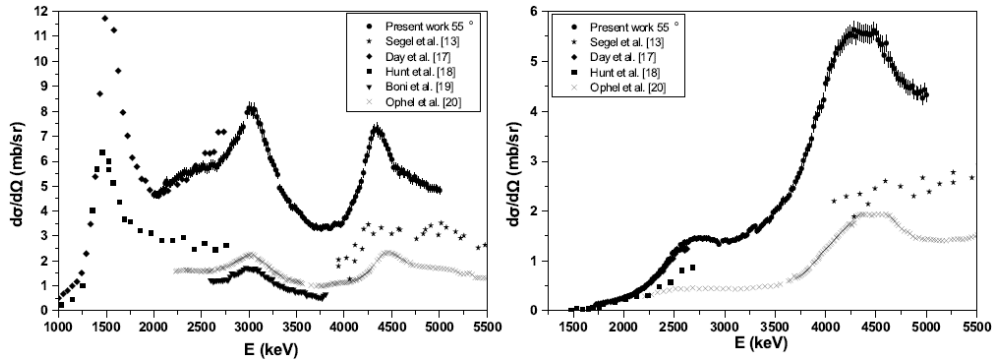 12
11
10
9
8
7
6
5
4
3
2
1
0
dσ/dΩ (mb/sr)
Present work 55 °
Segel et al. [13]
Day et al. [17]
Hunt et al. [18]
Boni et al. [19]
Ophel et al. [20]
1000 1500 2000 2500 3000 3500 4000 4500 5000 5500
E (keV)
6
5
4
3
2
1
0
dσ/dΩ (mb/sr)
Present work 55 °
Segel et al. [13]
Day et al. [17]
Hunt et al. [18]
Ophel et al. [20]
1500 2000 2500 3000 3500 4000 4500 5000 5500
E (keV)